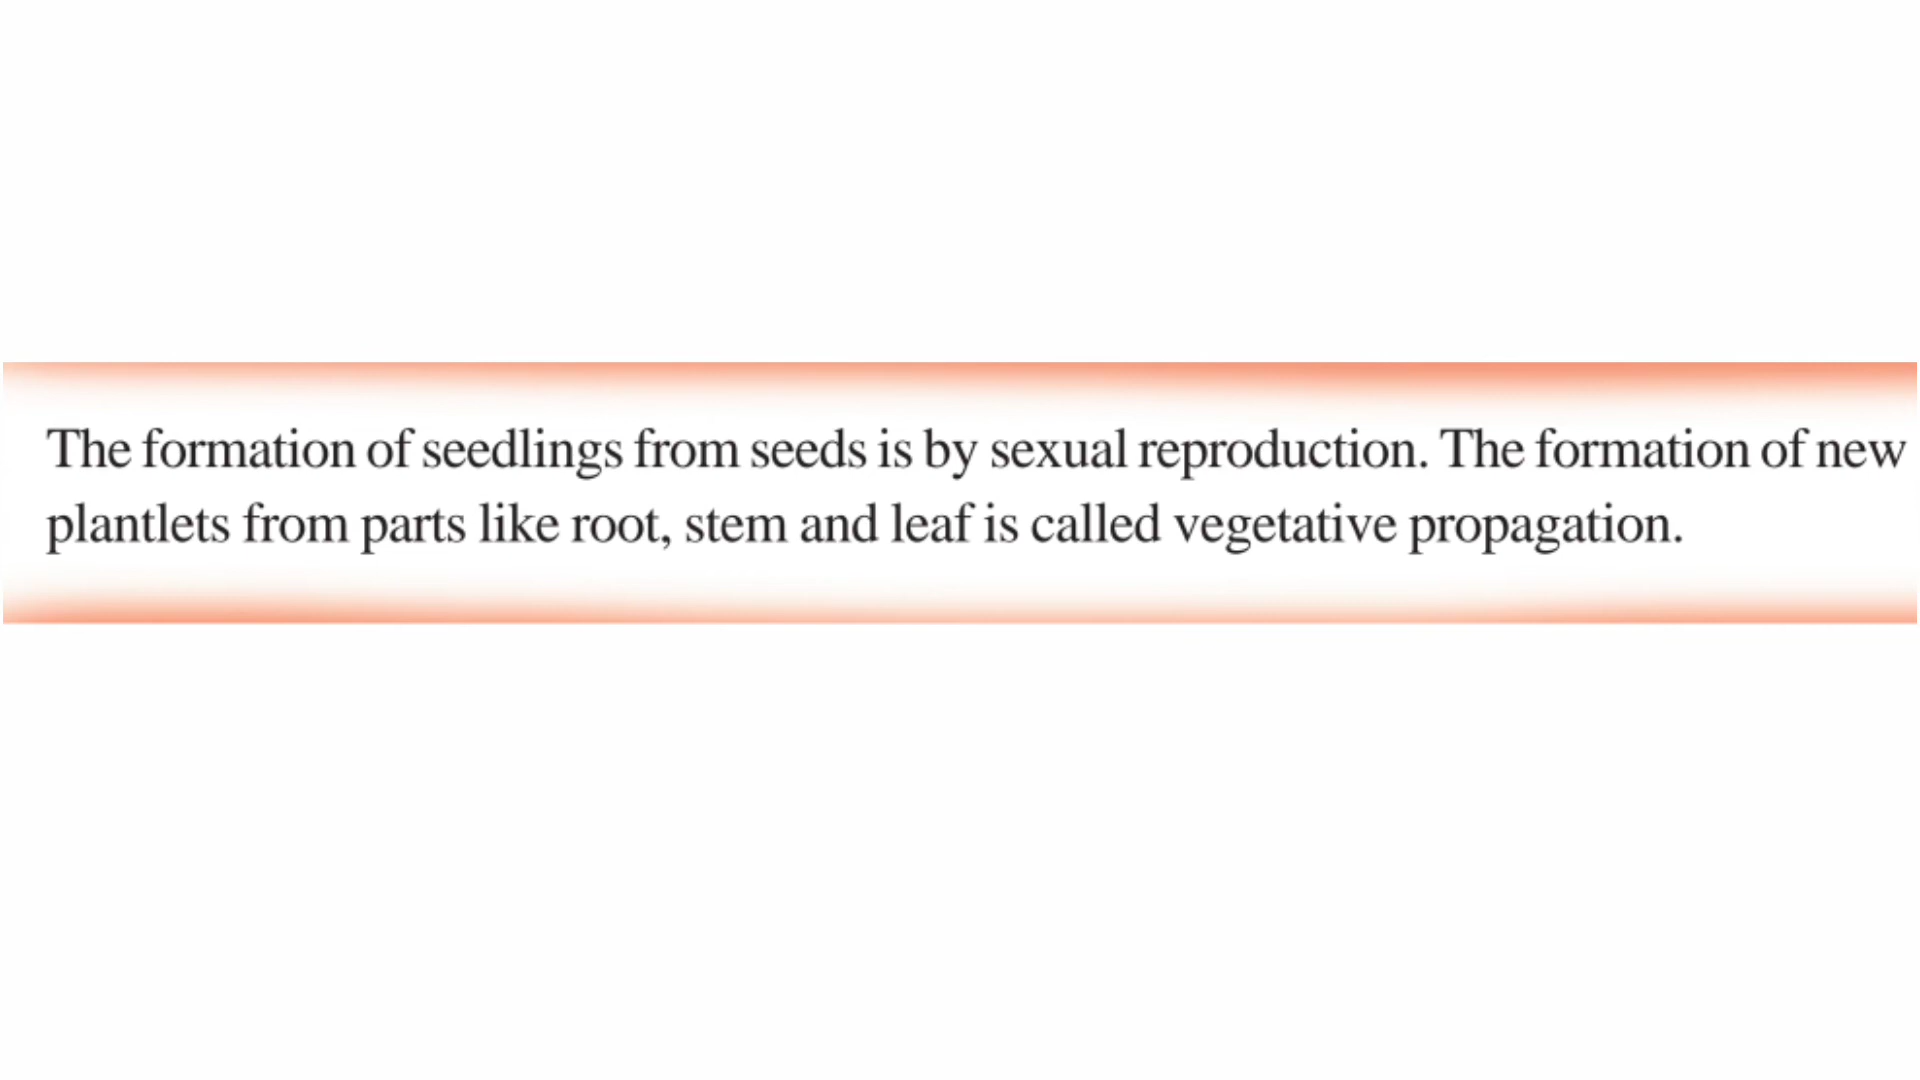 The formation of seedlings from seeds is by sexual reproduction. The formation of new
plantlets from parts like root, stem and leaf is called vegetative propagation.